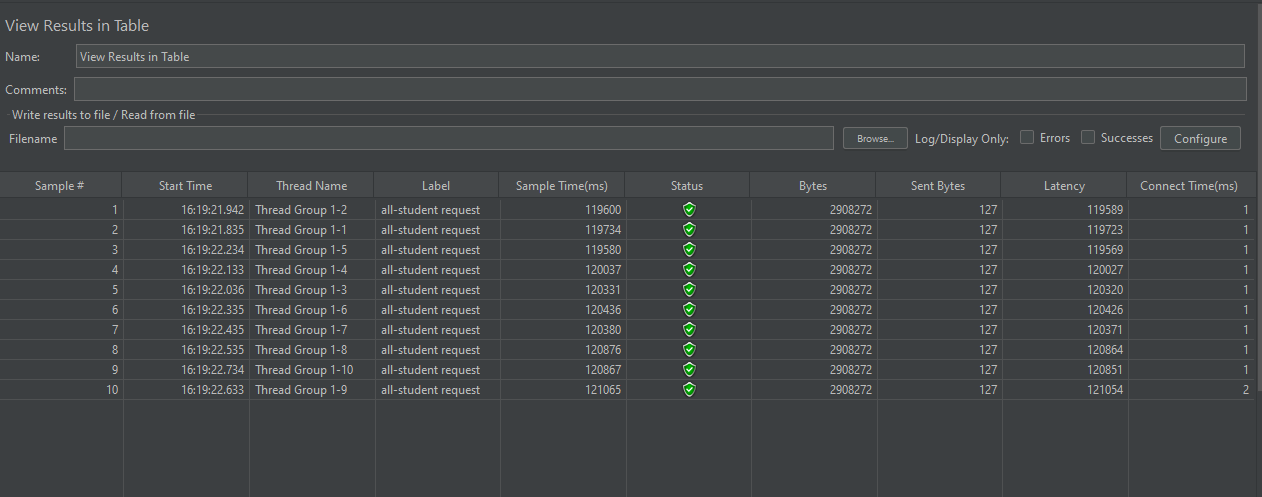 View Results in Table
Name: View Results in Table
Comments:
Write results to file / Read from file
Filename Browse... Log/Display Only: Errors Successes Configure
Sample # Start Time Thread Name Label Sample Time(ms) Status Bytes Sent Bytes Latency Connect Time(ms)
1 16:19:21.942 Thread Group 1-2 all-student request 119600 2908272 127 119589 1
2 16:19:21.835 Thread Group 1-1 all-student request 119734 2908272 127 119723 1
3 16:19:22.234 Thread Group 1-5 all-student request 119580 2908272 127 119569 1
4 16:19:22.133 Thread Group 1-4 all-student request 120037 2908272 127 120027 1
5 16:19:22.036 Thread Group 1-3 all-student request 120331 2908272 127 120320 1
6 16:19:22.335 Thread Group 1-6 all-student request 120436 2908272 127 120426 1
7 16:19:22.435 Thread Group 1-7 all-student request 120380 2908272 127 120371 1
8 16:19:22.535 Thread Group 1-8 all-student request 120876 2908272 127 120864 1
9 16:19:22.734 Thread Group 1-10 all-student request 120867 2908272 127 120851 1
10 16:19:22.633 Thread Group 1-9 all-student request 121065 2908272 127 121054 2